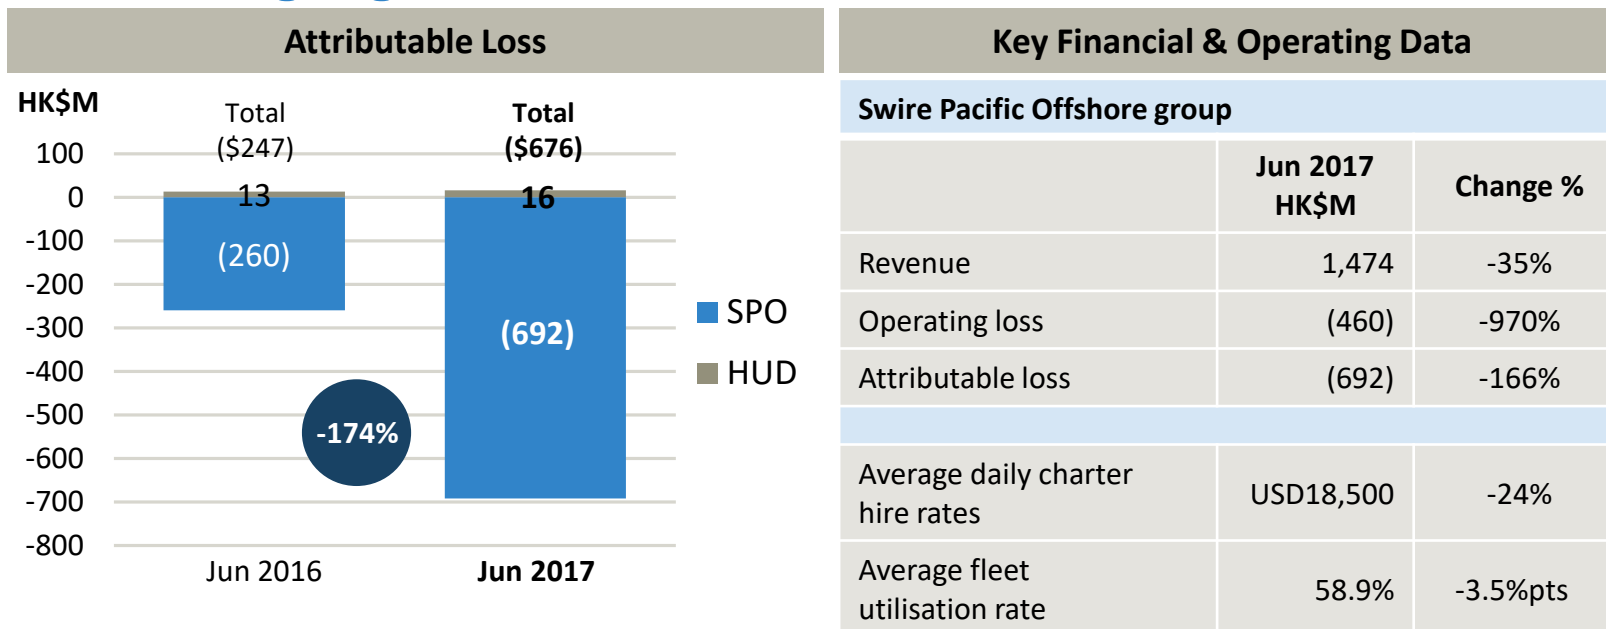 Attributable Loss
HK$M
Total
($247)
Total
($676)
100
0
-100
-200
-300
-400
-500
-600
-700
-800
13
16
(260)
(692)
-174%
SPO
HUD
Jun 2016
Jun 2017
Key Financial & Operating Data
Swire Pacific Offshore group
Jun 2017
HK$M
Change %
Revenue
1,474
-35%
Operating loss
(460)
-970%
Attributable loss
(692)
-166%
Average daily charter
hire rates
USD18,500
-24%
Average fleet
utilisation rate
58.9%
-3.5%pts